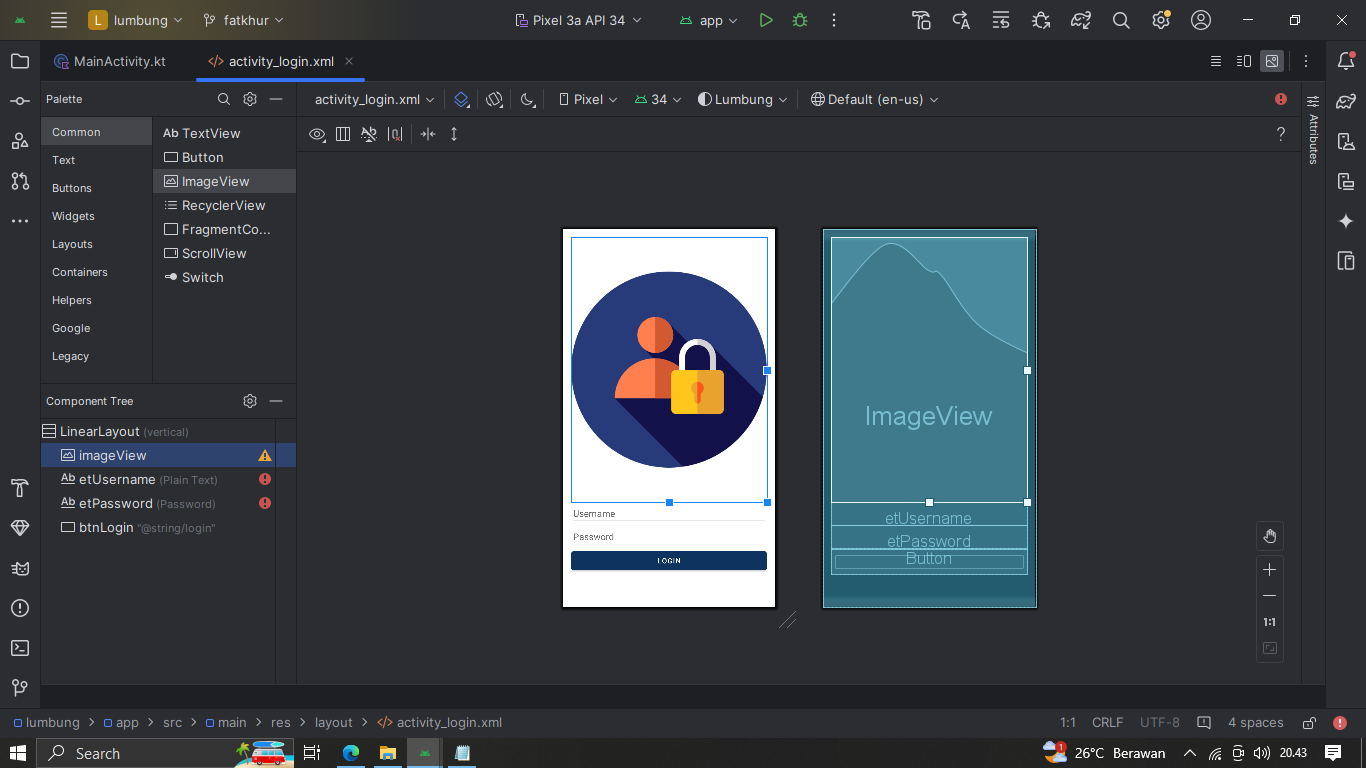 L lumbung fatkhur Pixel 3a API 34 app
MainActivity.kt activity_login.xml
Palette activity_login.xml Pixel 34 Lumbung Default (en-us)
Common
Text
Buttons
Widgets
Layouts
Containers
Helpers
Google
Legacy
Ab TextView
Button
ImageView
RecyclerView
FragmentCo...
ScrollView
Switch
?
Attributes
Component Tree
LinearLayout (vertical)
imageView
Ab etUsername (Plain Text)
Ab etPassword (Password)
btnLogin "@string/login"
Username
Password
LOGIN
ImageView
etUsername
etPassword
Button
1:1
lumbung > app > src > main > res > layout > activity_login.xml 1:1 CRLF UTF-8 4 spaces
Search 1 26°C Berawan 20.43